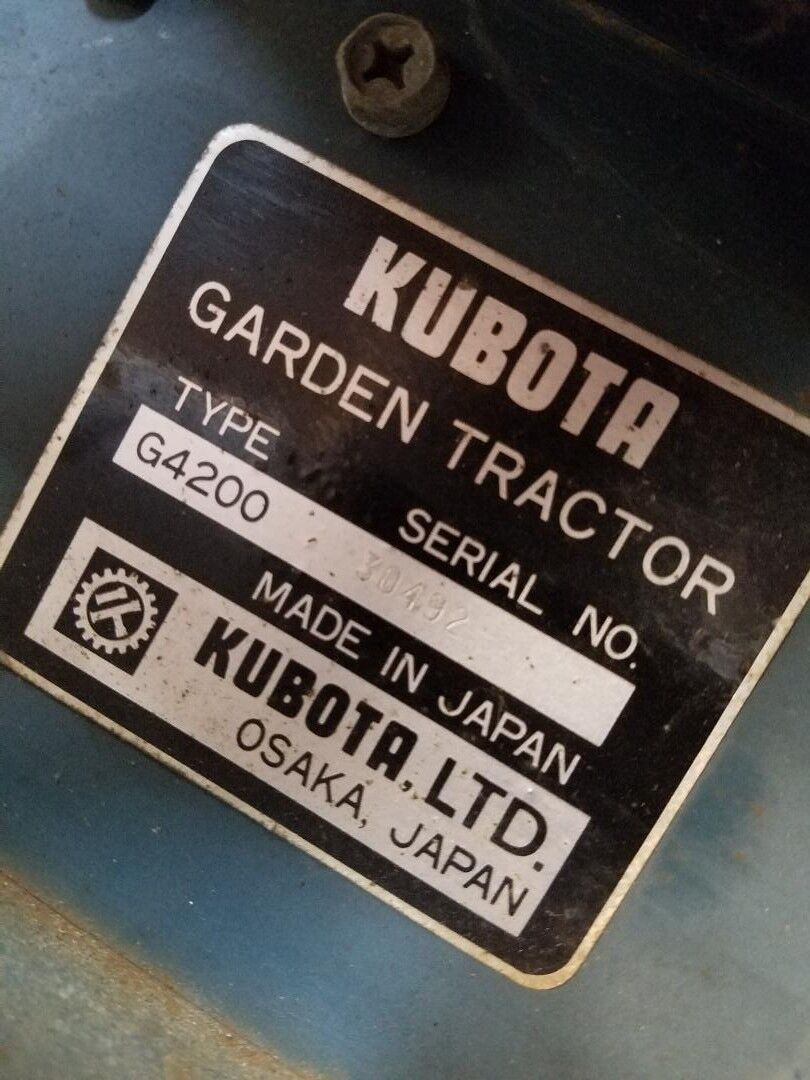 KUBOTA
GARDEN TRACTOR
TYPE SERIAL NO.
G4200 30492
MADE IN JAPAN
KUBOTA, LTD.
OSAKA, JAPAN